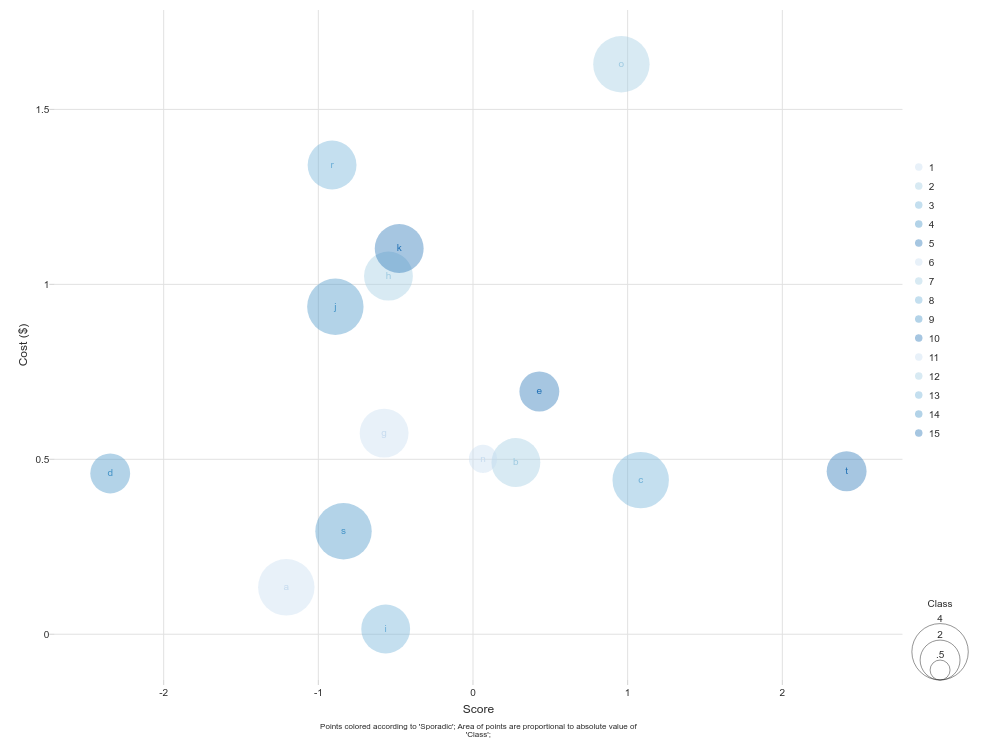 o
1.5
r
k
h
1
j
Cost ($)
e
g
n
b
0.5
d
c
t
s
a
i
0
-2
-1
0
1
2
Score
Points colored according to 'Sporadic'; Area of points are proportional to absolute value of
'Class';
1
2
3
4
5
6
7
8
9
10
11
12
13
14
15
Class
4
2
.5